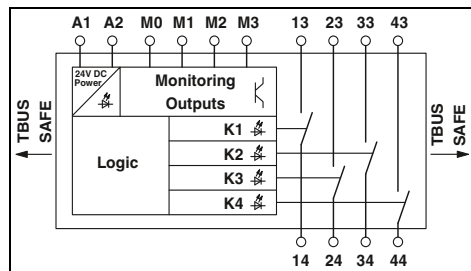 A1 A2 M0 M1 M2 M3 13 23 33 43
24V DC
Power
Monitoring
Outputs
TBUS
SAFE
Logic
K1
K2
K3
K4
TBUS
SAFE
14 24 34 44